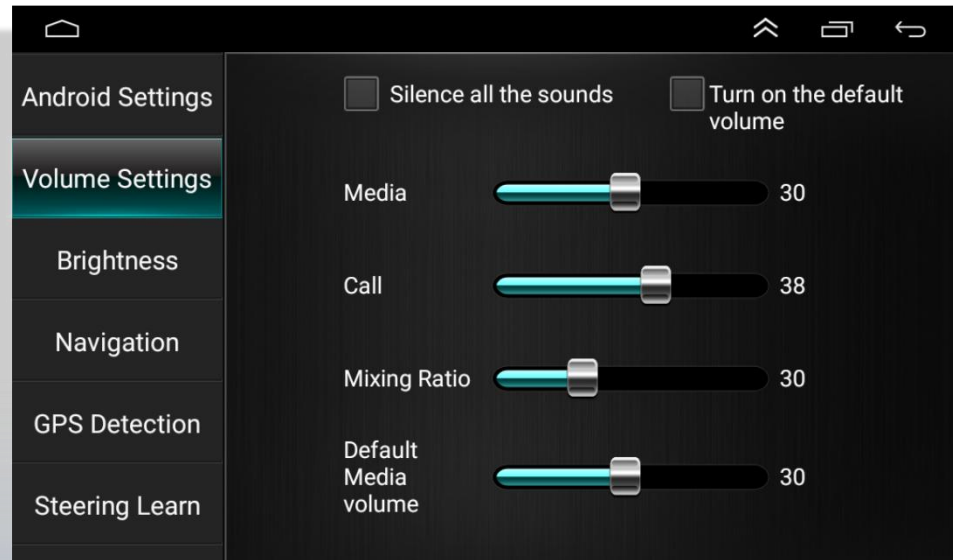 Android Settings
Volume Settings
Brightness
Navigation
GPS Detection
Steering Learn
Silence all the sounds
Turn on the default
volume
Media 30
Call 38
Mixing Ratio 30
Default
Media
volume
30